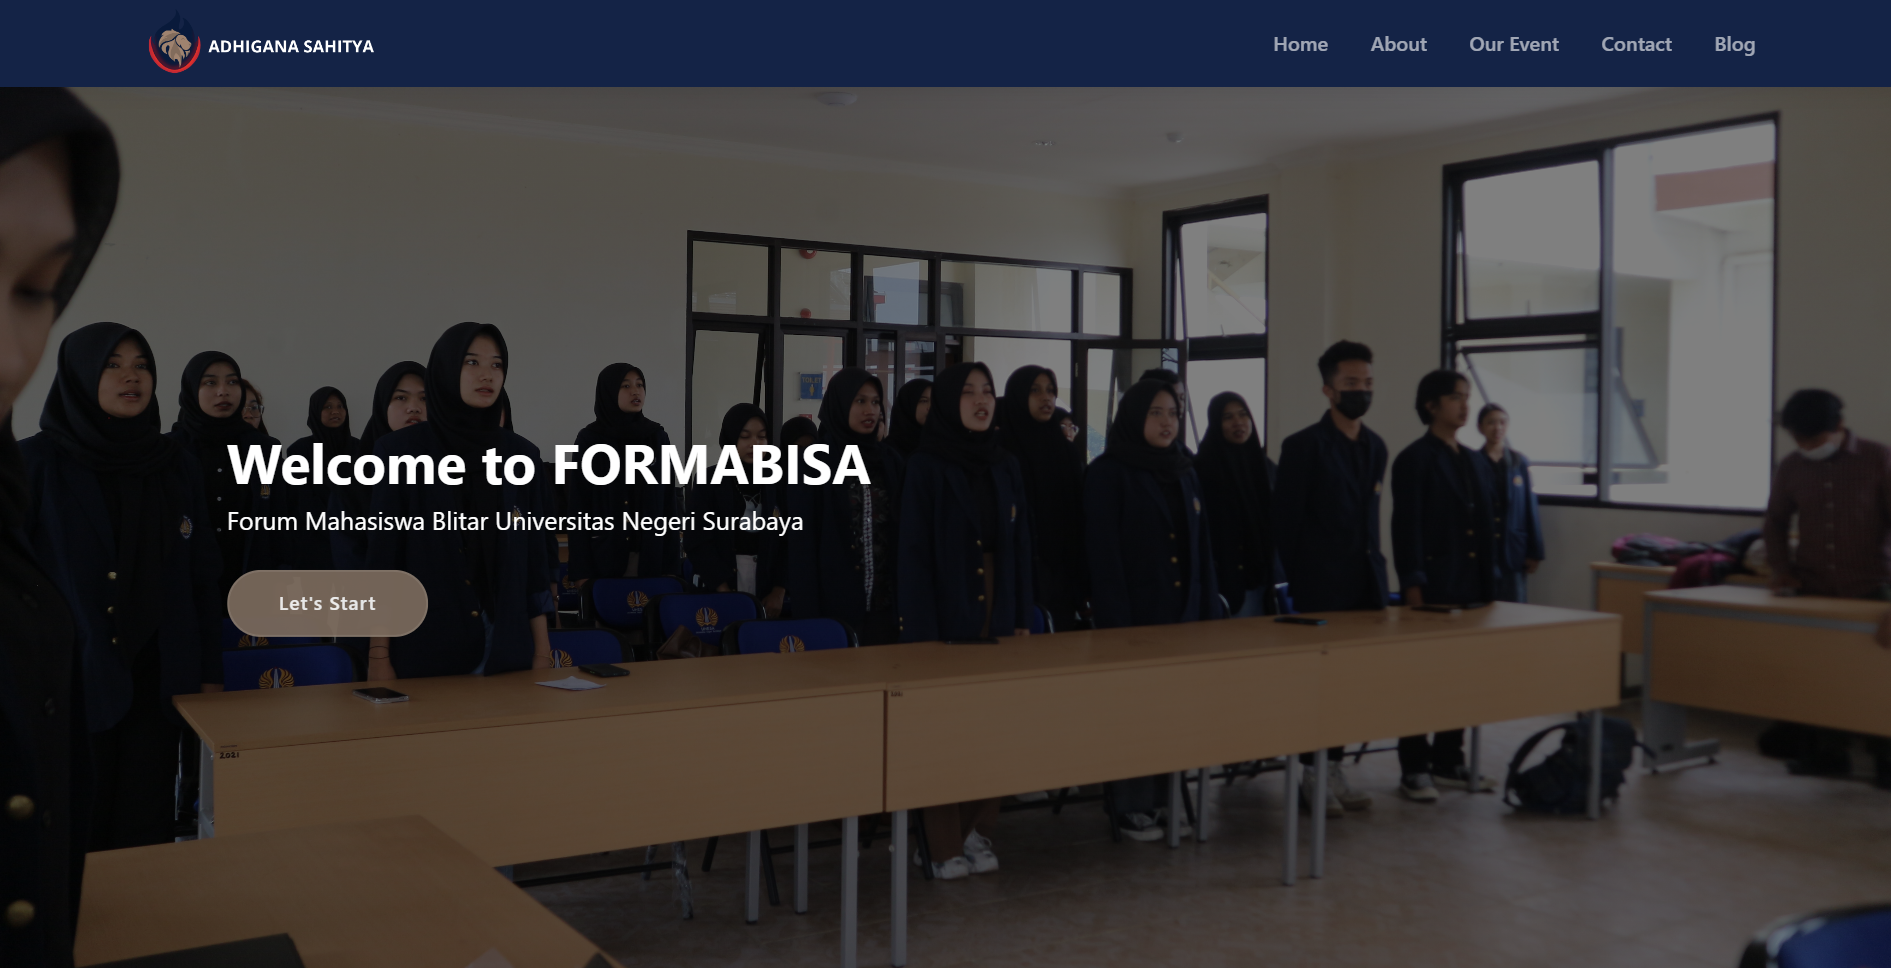 ADHIGANA SAHITYA
Home About Our Event Contact Blog
Welcome to FORMABISA
Forum Mahasiswa Blitar Universitas Negeri Surabaya
Let's Start
2021